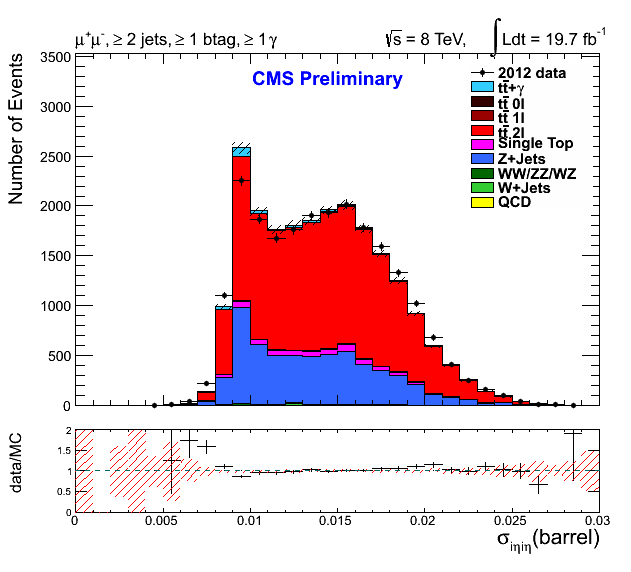 μ⁺μ⁻, ≥ 2 jets, ≥ 1 btag, ≥ 1 γ
√s = 8 TeV, ∫Ldt = 19.7 fb⁻¹
CMS Preliminary
2012 data
tt̄+γ
tt̄ 0l
tt̄ 1l
tt̄ 2l
Single Top
Z+Jets
WW/ZZ/WZ
W+Jets
QCD
Number of Events
3500
3000
2500
2000
1500
1000
500
0
data/MC
2
1.5
1
0.5
0
0
0.005
0.01
0.015
0.02
0.025
0.03
σiηiη(barrel)